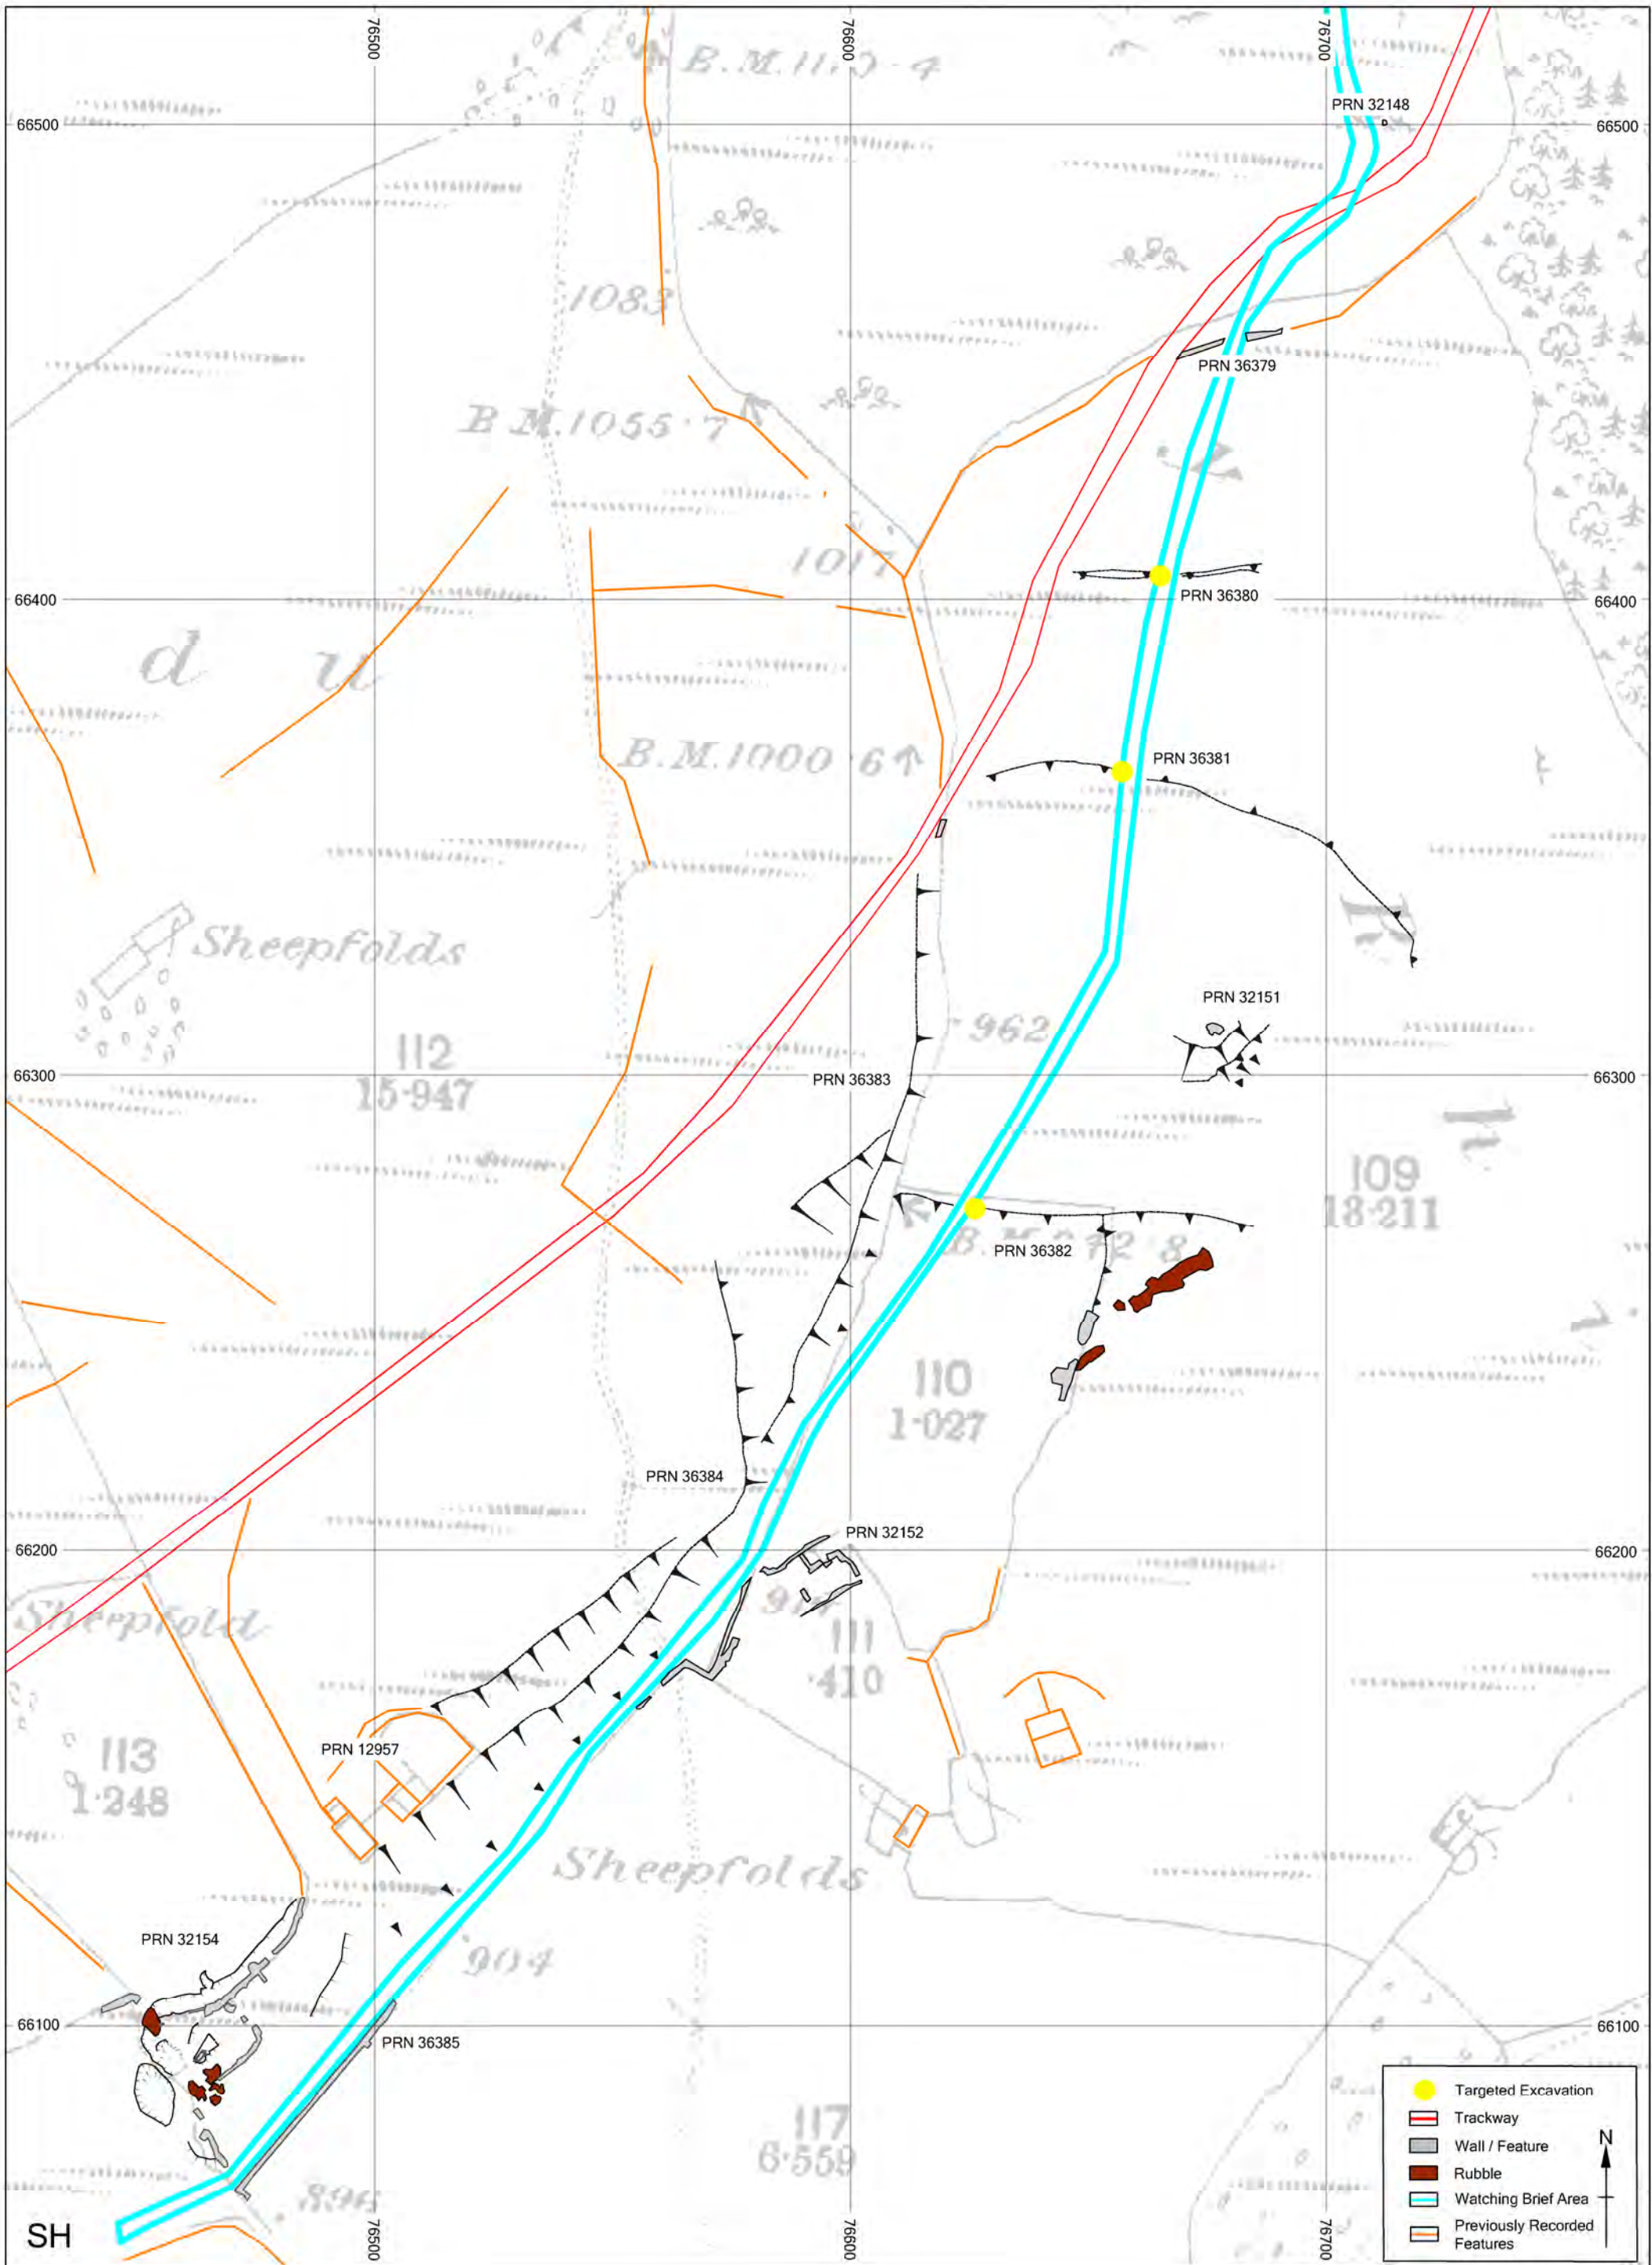 76500
76600
76700
B.M.11
PRN 32148
66500
66500
1083
PRN 36379
B.M.1055.7
1017
PRN 36380
66400
66400
d u
B.M.1000.6
PRN 36381
Sheepfolds
PRN 32151
962
112
15.947
66300
PRN 36383
66300
109
18.211
PRN 36382
110
1.027
PRN 36384
PRN 32152
66200
66200
Sheepfold
111
.410
PRN 12957
113
1.248
Sheepfolds
PRN 32154
904
66100
PRN 36385
66100
117
6.559
896
SH
76500
76600
76700
Targeted Excavation
Trackway
Wall / Feature
Rubble
Watching Brief Area
Previously Recorded
Features
N